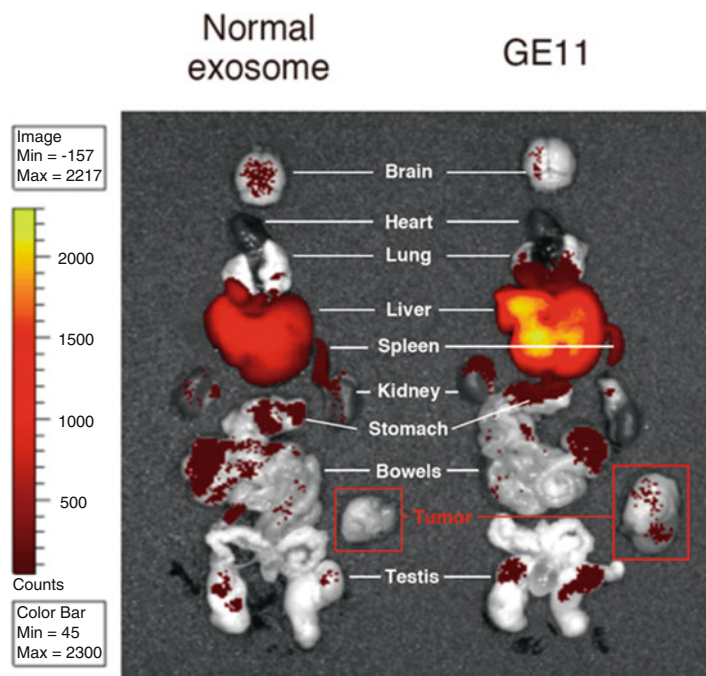 Normal
exosome
GE11
Image
Min = -157
Max = 2217
2000
1500
1000
500
Counts
Color Bar
Min = 45
Max = 2300
Brain
Heart
Lung
Liver
Spleen
Kidney
Stomach
Bowels
Tumor
Testis